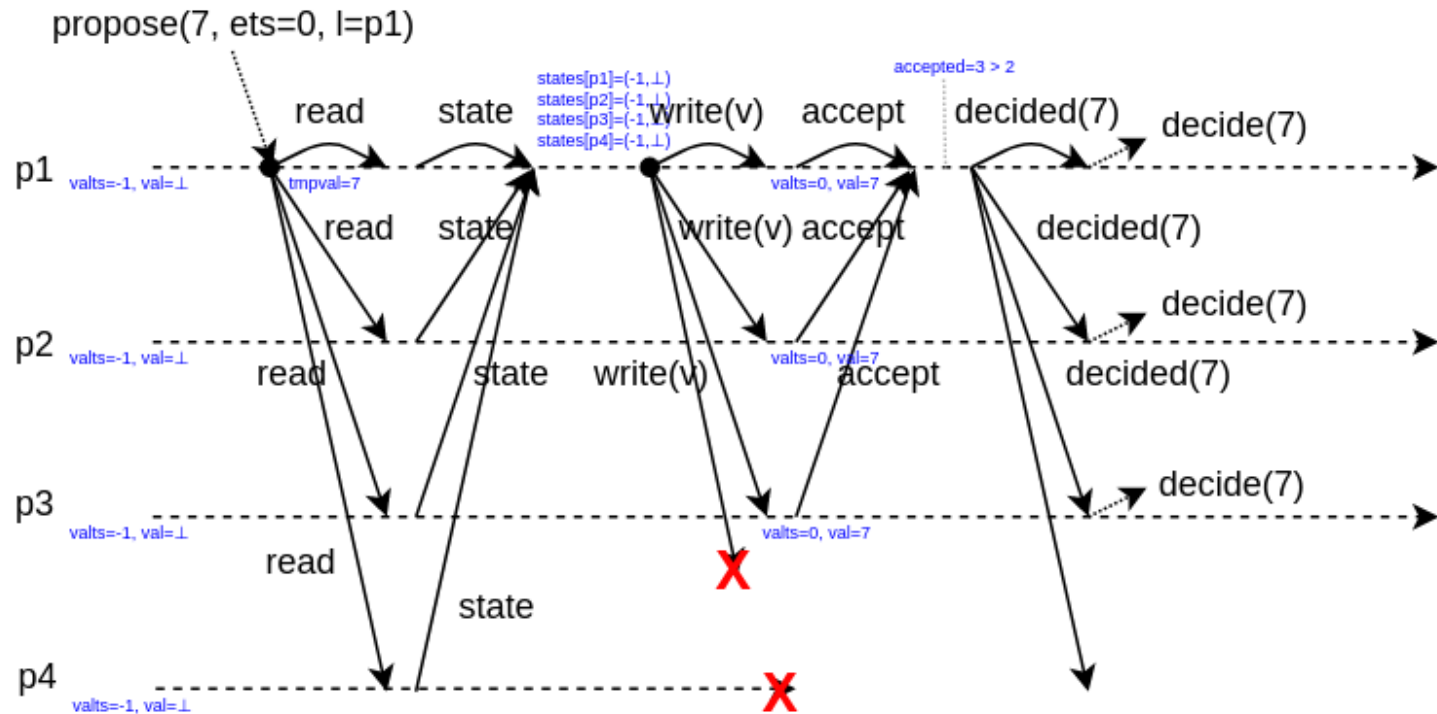 propose(7, ets=0, l=p1)
states[p1]=(-1,⊥)
states[p2]=(-1,⊥)
states[p3]=(-1,⊥)
states[p4]=(-1,⊥)
accepted=3 > 2
read
state
write(v)
accept
decided(7)
decide(7)
p1
valts=-1, val=⊥
tmpval=7
valts=0, val=7
read
state
write(v)
accept
decided(7)
decide(7)
p2
valts=-1, val=⊥
valts=0, val=7
read
state
write(v)
accept
decided(7)
decide(7)
p3
valts=-1, val=⊥
valts=0, val=7
read
X
state
p4
valts=-1, val=⊥
X